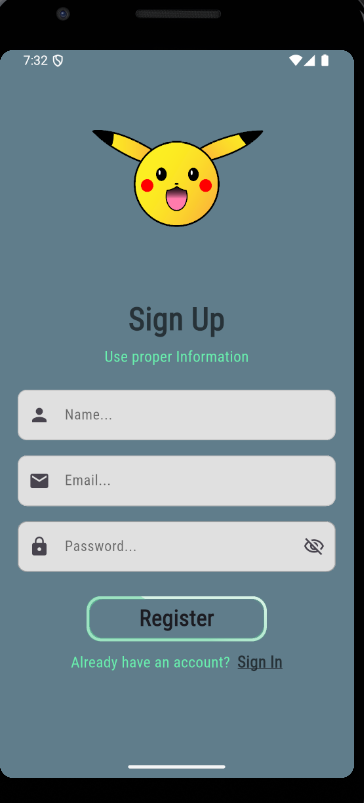 7:32
Sign Up
Use proper Information
Name...
Email...
Password...
Register
Already have an account? Sign In